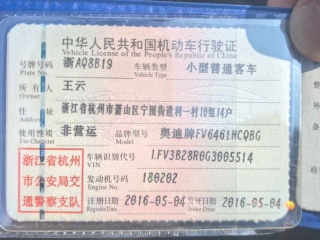 中华人民共和国机动车行驶证
Vehicle License of the People's Republic of China
号牌号码 浙AQ8B19 车辆类型 小型普通客车
Plate No. Vehicle Type
所有人 王云
Owner
住址 浙江省杭州市萧山区宁围街道利一村19组14户
Address
使用性质 非营运 品牌型号 奥迪牌FV6461HCQBG
Use Character Model
浙江省杭州市公安局交通警察支队
车辆识别代号 LFV3B28R0G3005514
VIN
发动机号码 180202
Engine No.
注册日期 2016-05-04 发证日期 2016-05-04
Register Date Issue Date